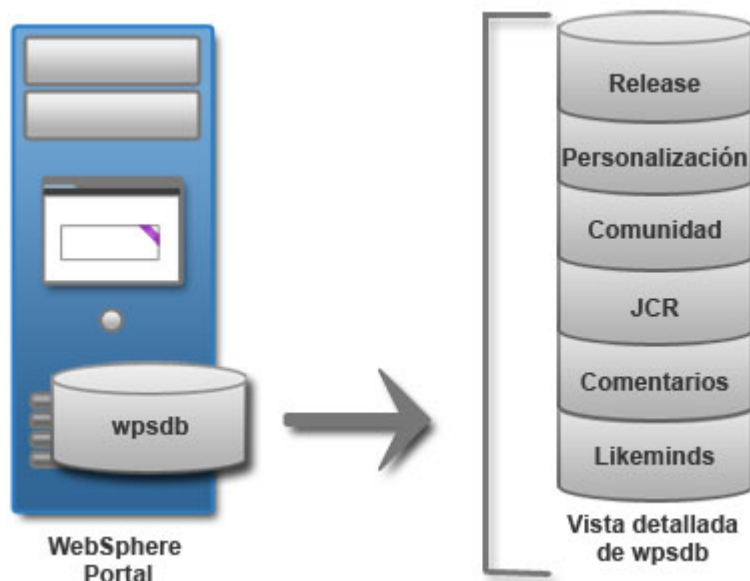 wpsdb
WebSphere
Portal
Release
Personalización
Comunidad
JCR
Comentarios
Likeminds
Vista detallada
de wpsdb